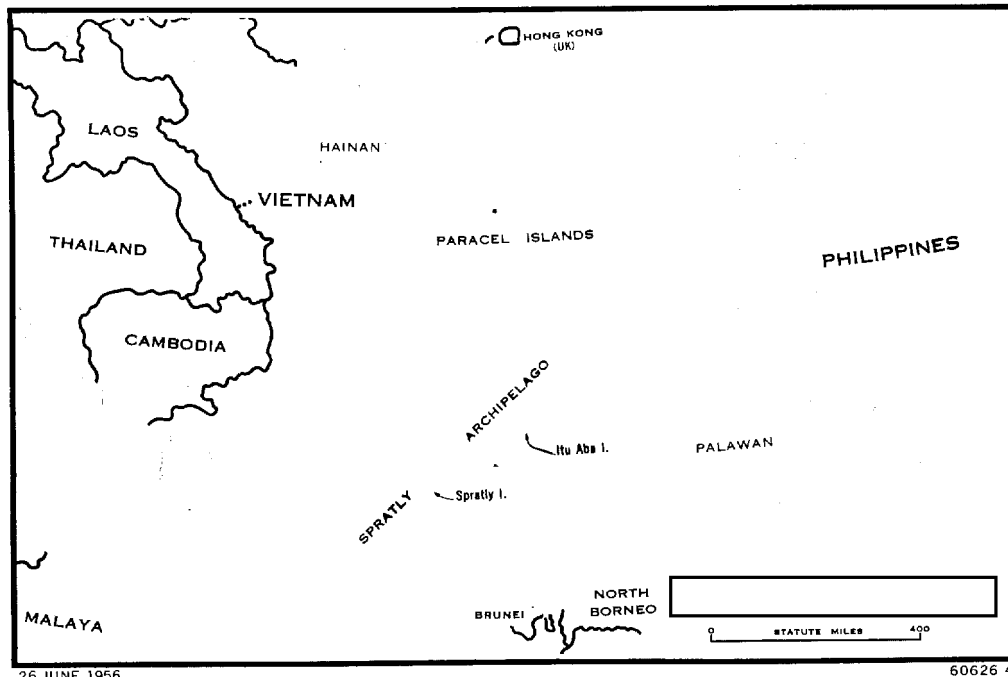 HONG KONG
(UK)
LAOS
HAINAN
VIETNAM
PARACEL ISLANDS
THAILAND
PHILIPPINES
CAMBODIA
ARCHIPELAGO
Itu Aba I.
PALAWAN
SPRATLY
Spratly I.
MALAYA
BRUNEI
NORTH
BORNEO
0 400
STATUTE MILES
26 JUNE 1956
60626 4